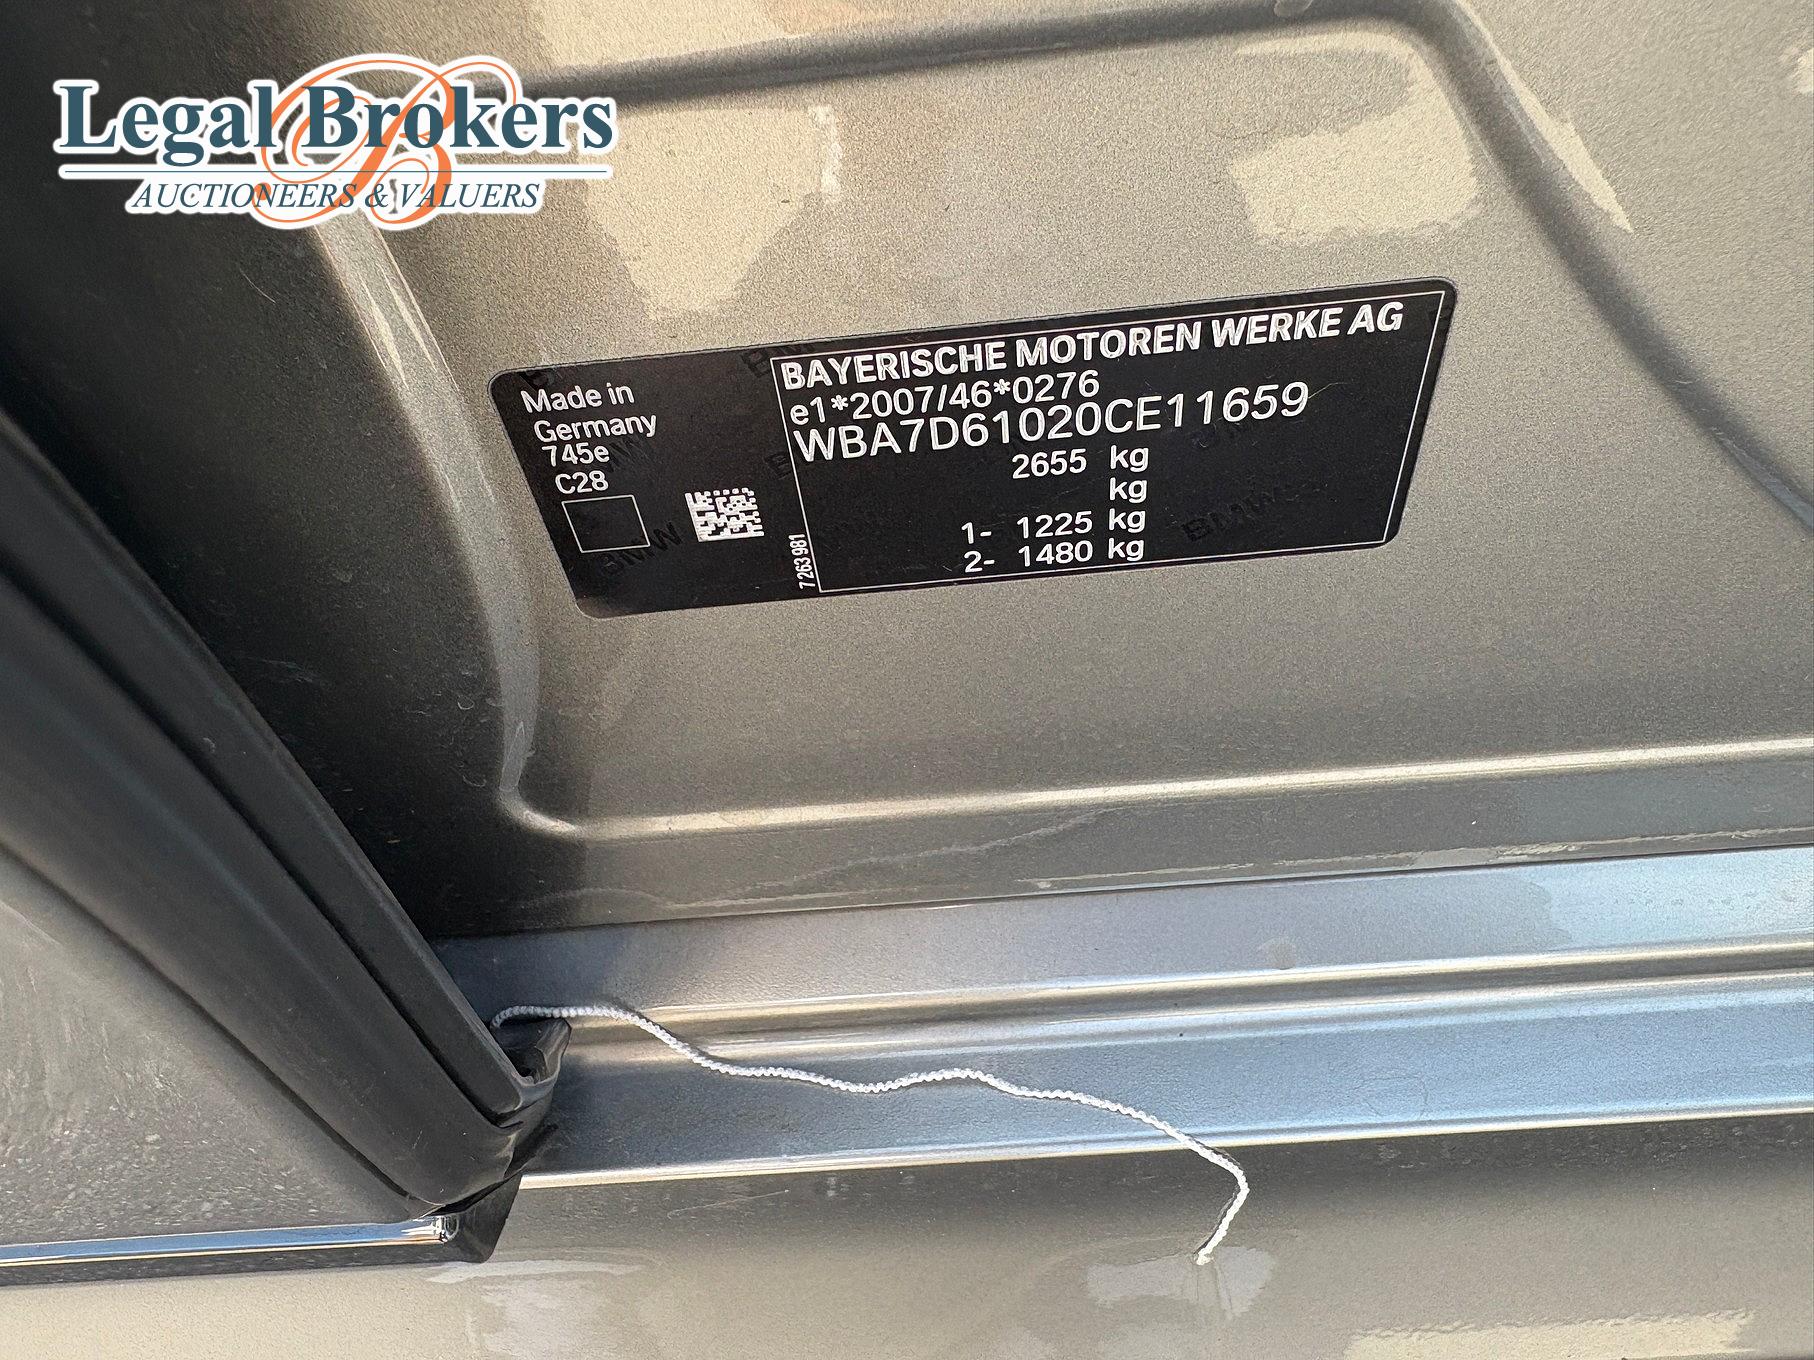 Legal Brokers
AUCTIONEERS & VALUERS
Made in
Germany
745e
C28
7263981
BAYERISCHE MOTOREN WERKE AG
e1*2007/46*0276
WBA7D61020CE11659
2655 kg
kg
1- 1225 kg
2- 1480 kg